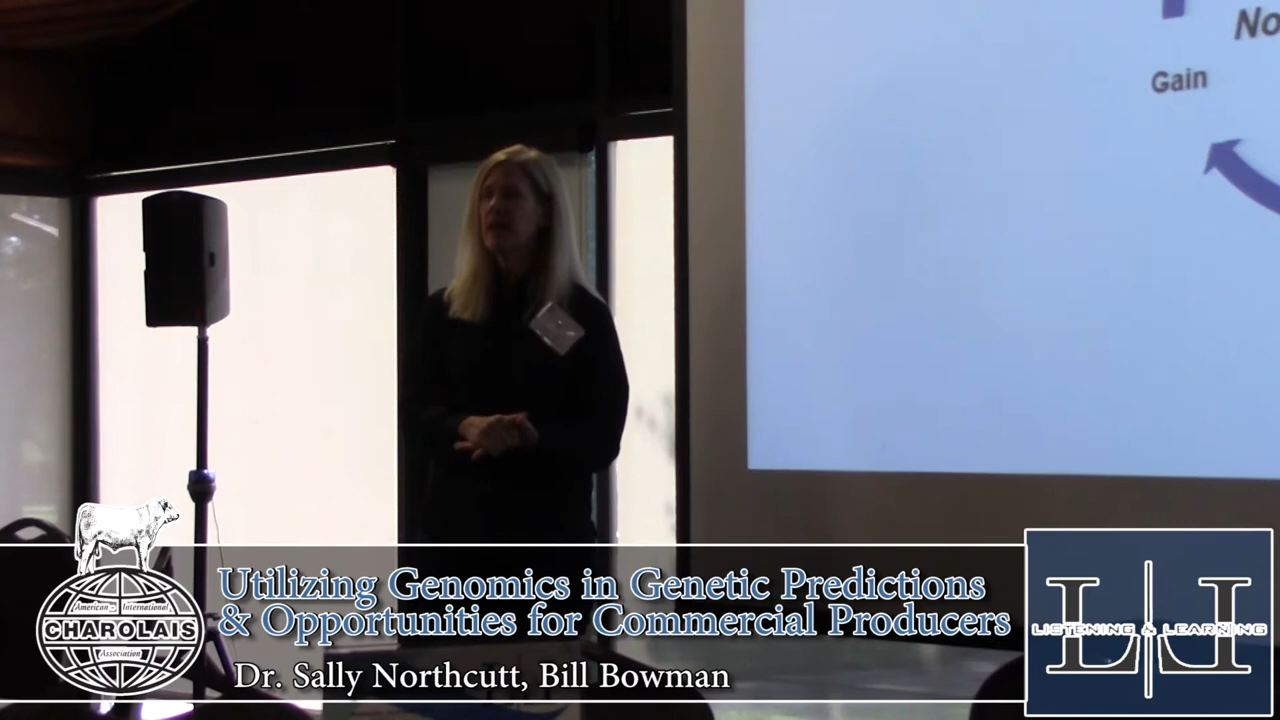 No
Gain
Utilizing Genomics in Genetic Predictions
& Opportunities for Commercial Producers
Dr. Sally Northcutt, Bill Bowman
American - International
CHAROLAIS
Association
LL
LISTENING & LEARNING